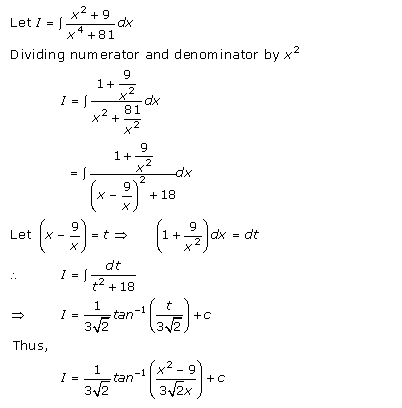 Let I = ∫ (x² + 9)/(x⁴ + 81) dx
Dividing numerator and denominator by x²
I = ∫ (1 + 9/x²)/(x² + 81/x²) dx
= ∫ (1 + 9/x²)/((x − 9/x)² + 18) dx
Let (x − 9/x) = t ⇒ (1 + 9/x²) dx = dt
∴ I = ∫ dt/(t² + 18)
⇒ I = 1/(3√2) tan⁻¹ (t/(3√2)) + c
Thus,
I = 1/(3√2) tan⁻¹ ((x² − 9)/(3√2x)) + c